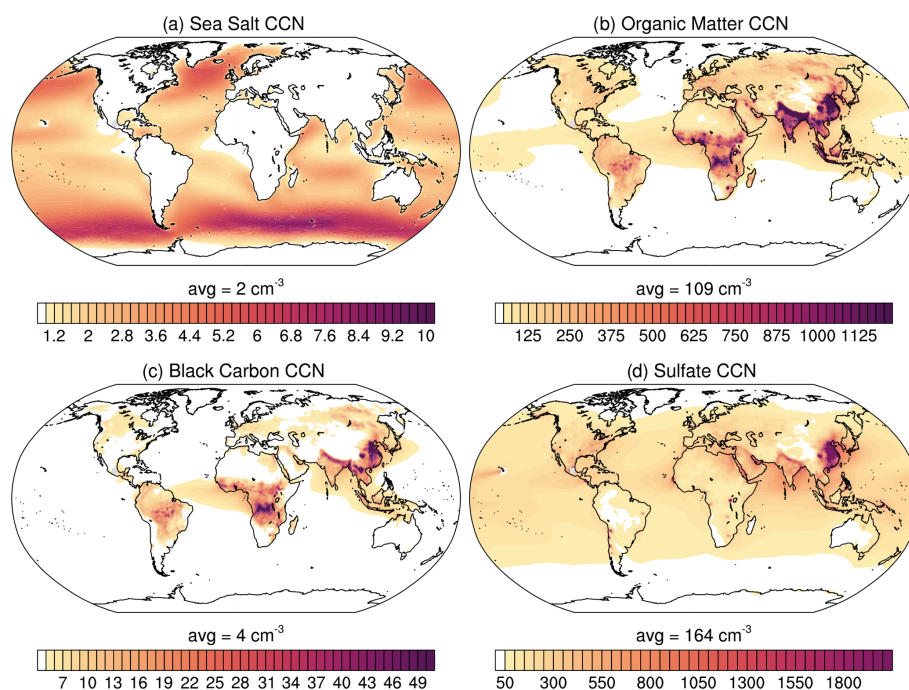 (a) Sea Salt CCN
avg = 2 cm⁻³
1.2 2 2.8 3.6 4.4 5.2 6 6.8 7.6 8.4 9.2 10
(b) Organic Matter CCN
avg = 109 cm⁻³
125 250 375 500 625 750 875 1000 1125
(c) Black Carbon CCN
avg = 4 cm⁻³
7 10 13 16 19 22 25 28 31 34 37 40 43 46 49
(d) Sulfate CCN
avg = 164 cm⁻³
50 300 550 800 1050 1300 1550 1800